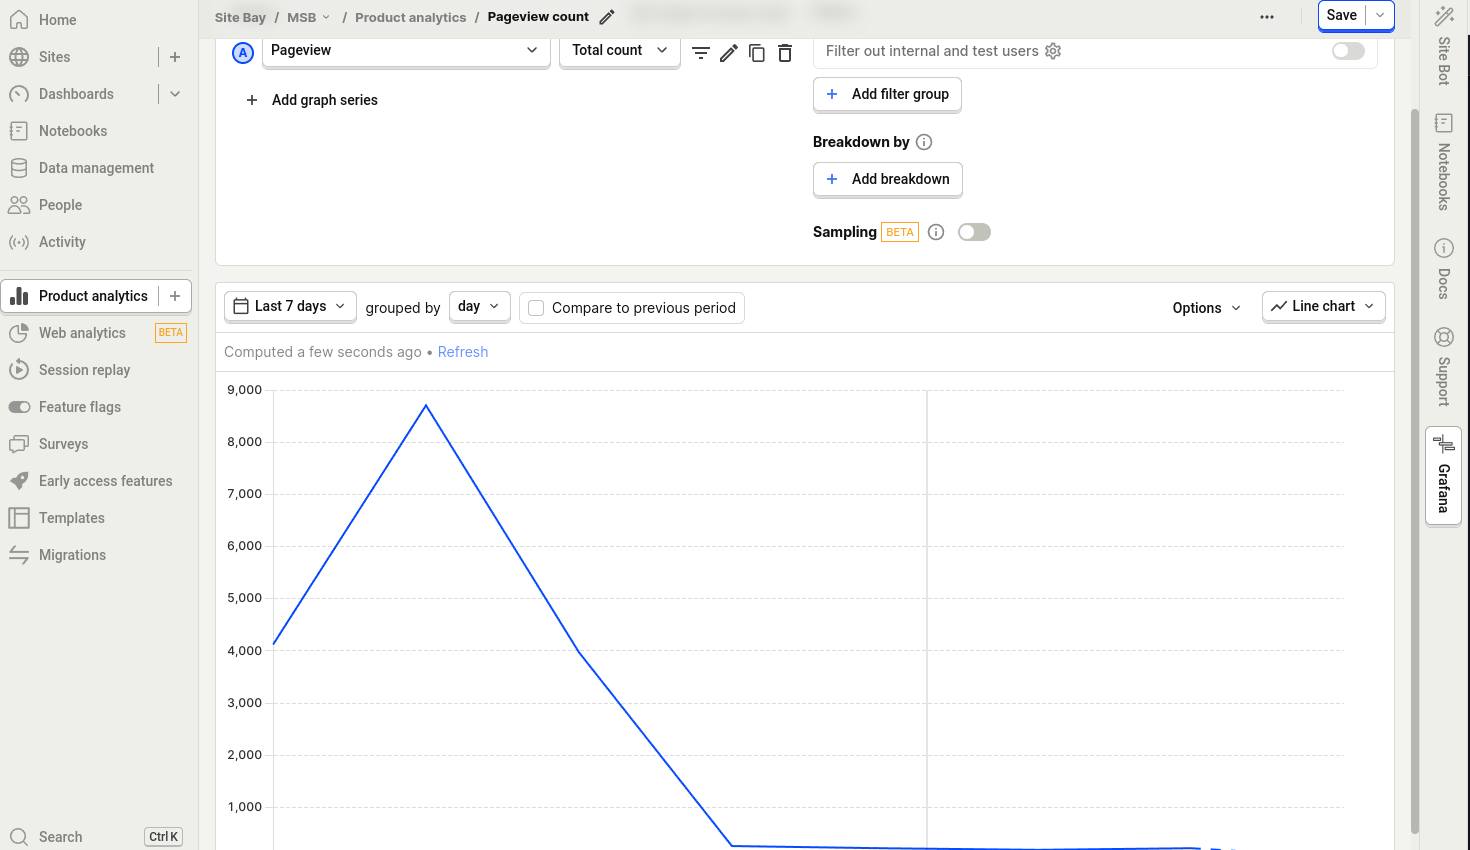 Home
Sites
Dashboards
Notebooks
Data management
People
Activity
Product analytics
Web analytics BETA
Session replay
Feature flags
Surveys
Early access features
Templates
Migrations
Search Ctrl K
Site Bay / MSB / Product analytics / Pageview count
Save
A Pageview Total count
Add graph series
Filter out internal and test users
Add filter group
Breakdown by
Add breakdown
Sampling BETA
Last 7 days grouped by day Compare to previous period Options Line chart
Computed a few seconds ago • Refresh
9,000
8,000
7,000
6,000
5,000
4,000
3,000
2,000
1,000
Site Bot
Notebooks
Docs
Support
Grafana